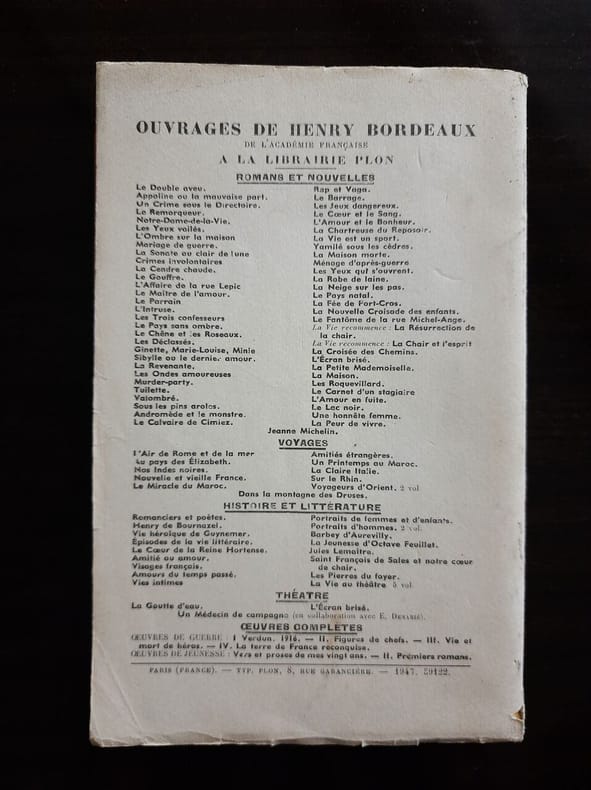 OUVRAGES DE HENRY BORDEAUX
DE L'ACADÉMIE FRANÇAISE
A LA LIBRAIRIE PLON
ROMANS ET NOUVELLES
Le Double aveu.
Appoline ou la mauvaise part.
Un Crime sous le Directoire.
Le Remorqueur.
Notre-Dame-de-la-Vie.
Les Yeux voilés.
L'Ombre sur la maison
Mariage de guerre.
La Sonate au clair de lune
Crimes involontaires
La Cendre chaude.
Le Gouffre.
L'Affaire de la rue Lepic
Le Maître de l'amour.
Le Parrain
L'Intruse.
Les Trois confesseurs
Le Pays sans ombre.
Le Chêne et les Roseaux.
Les Déclassés.
Ginette, Marie-Louise, Minie
Sibylle ou le dernier amour.
La Revenante.
Les Ondes amoureuses
Murder-party.
Tuilette.
Valombré.
Sous les pins aroles.
Andromède et le monstre.
Le Calvaire de Cimiez.
Rap et Vaga.
Le Barrage.
Les Jeux dangereux.
Le Cœur et le Sang.
L'Amour et le Bonheur.
La Chartreuse du Reposoir.
La Vie est un sport.
Yamilé sous les cèdres.
La Maison morte.
Ménage d'après-guerre
Les Yeux qui s'ouvrent.
La Robe de laine.
La Neige sur les pas.
Le Pays natal.
La Fée de Port-Cros.
La Nouvelle Croisade des enfants.
Le Fantôme de la rue Michel-Ange.
La Vie recommence : La Résurrection de
la chair.
La Vie recommence : La Chair et l'esprit
La Croisée des Chemins.
L'Écran brisé.
La Petite Mademoiselle.
La Maison.
Les Roquevillard.
Le Carnet d'un stagiaire
L'Amour en fuite.
Le Lac noir.
Une honnête femme.
La Peur de vivre.
Jeanne Michelin.
VOYAGES
L'Air de Rome et de la mer
Au pays des Élizabeth.
Nos Indes noires.
Nouvelle et vieille France.
Le Miracle du Maroc.
Amitiés étrangères.
Un Printemps au Maroc.
La Claire Italie.
Sur le Rhin.
Voyageurs d'Orient. 2 vol
Dans la montagne des Druses.
HISTOIRE ET LITTÉRATURE
Romanciers et poètes.
Henry de Bournazel.
Vie héroïque de Guynemer.
Épisodes de la vie littéraire.
Le Cœur de la Reine Hortense.
Amitié ou amour.
Visages français.
Amours du temps passé.
Vies intimes
Portraits de femmes et d'enfants.
Portraits d'hommes. 2 vol.
Barbey d'Aurevilly.
La Jeunesse d'Octave Feuillet.
Jules Lemaître.
Saint François de Sales et notre cœur
de chair.
Les Pierres du foyer.
La Vie au théâtre 5 vol.
THÉATRE
La Goutte d'eau.
L'Écran brisé.
Un Médecin de campagne (en collaboration avec E. Denarié).
ŒUVRES COMPLÈTES
ŒUVRES DE GUERRE : I Verdun, 1916. — II. Figures de chefs. — III. Vie et
mort de héros. — IV. La terre de France reconquise.
ŒUVRES DE JEUNESSE : Vers et proses de mes vingt ans. — II. Premiers romans.
PARIS (FRANCE). — TYP. PLON, 8, RUE GARANCIÈRE. — 1947. 59122.